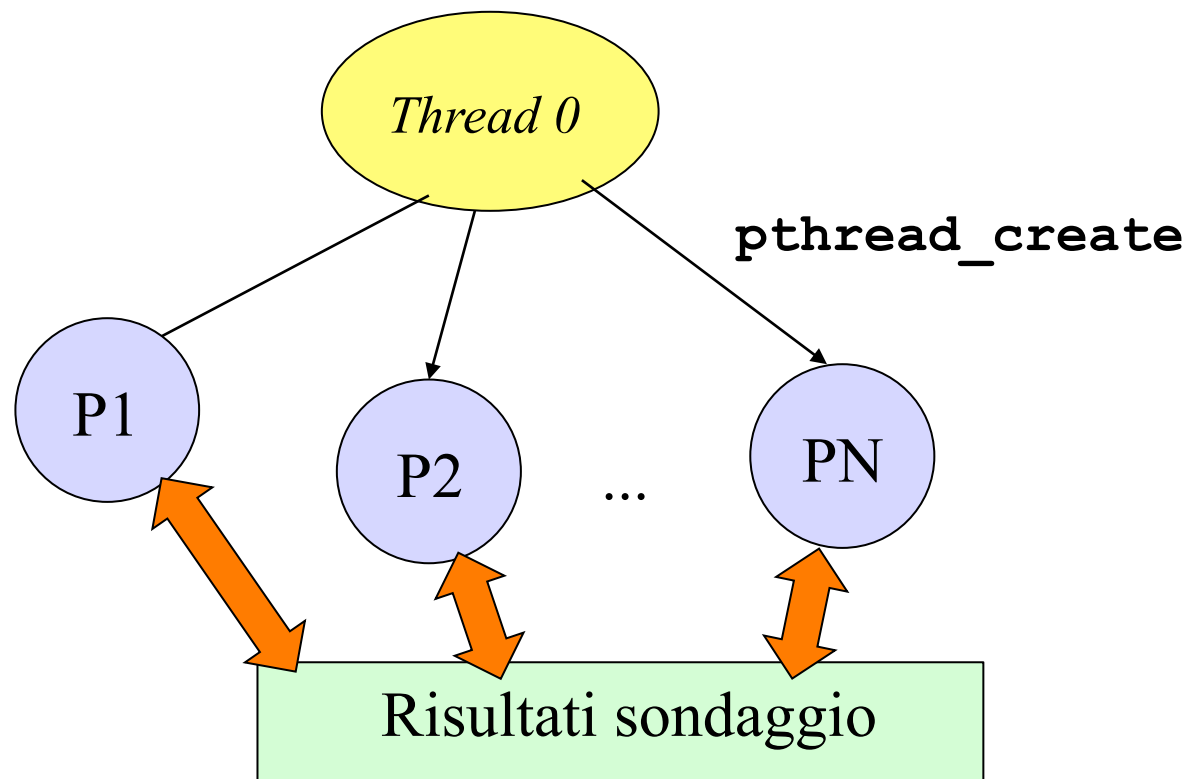 Thread 0
pthread_create
P1
P2
...
PN
Risultati sondaggio